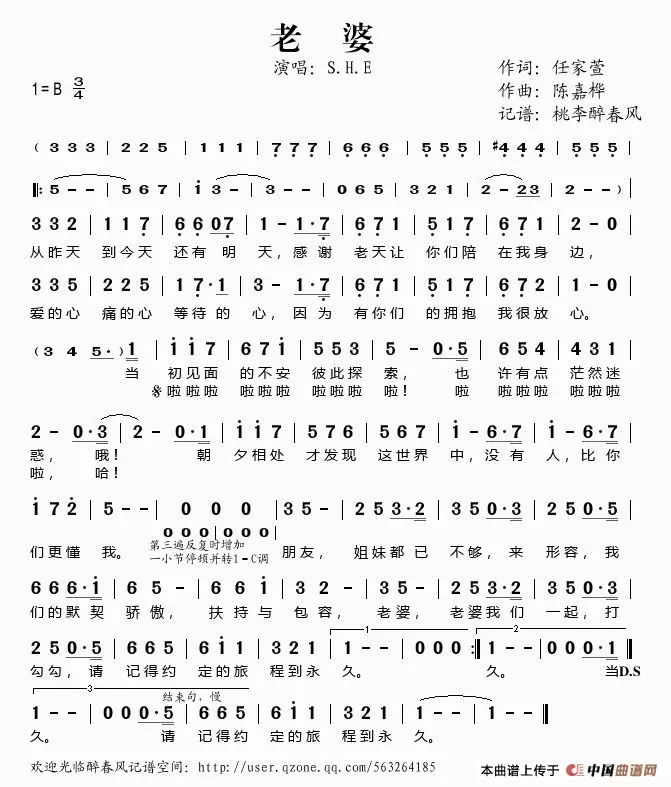 老 婆
演唱：S.H.E
作词：任家萱
1=B 3/4
作曲：陈嘉桦
记谱：桃李醉春风
( 3 3 3 | 2 2 5 | 1 1 1 | 7 7 7 | 6 6 6 | 5 5 5 | #4 4 4 | 5 5 5 |
‖: 5 - - | 5 6 7 | i 3 - | 3 - - | 0 6 5 | 3 2 1 | 2 - 23 | 2 - - ) |
3 3 2 | 1 1 7 | 6 6 07 | 1 - 1·7 | 6 7 1 | 5 1 7 | 6 7 1 | 2 - 0 |
从昨天 到今天 还有 明 天，感 谢 老天让 你们陪 在我身 边，
3 3 5 | 2 2 5 | 1 7·1 | 3 - 1·7 | 6 7 1 | 5 1 7 | 6 7 2 | 1 - 0 |
爱的心 痛的心 等待的 心，因 为 有你们 的拥抱 我很放 心。
( 3 4 5· ) 1 | i i 7 | 6 7 i | 5 5 3 | 5 - 0·5 | 6 5 4 | 4 3 1 |
当 初见面 的不安 彼此探 索， 也 许有点 茫然迷
𝄋 啦啦啦 啦啦啦 啦啦啦 啦！ 啦 啦啦啦 啦啦啦
2 - 0·3 | 2 - 0·1 | i i 7 | 5 7 6 | 5 6 7 | i - 6·7 | i - 6·7 |
惑， 哦！ 朝 夕相处 才发现 这世界 中，没 有 人，比 你
啦， 哈！
i 7 2 | 5 - - | 0 0 0 | 3 5 - | 2 5 3·2 | 3 5 0·3 | 2 5 0·5 |
0 0 0 | 0 0 0
们更懂 我。 第三遍反复时增加 朋友， 姐妹都 已 不够，来 形容，我
一小节停顿并转1-C调
6 6 6·i | 6 6 5 | 3 5 - | 2 5 3·2 | 3 5 - | 2 5 3·2 | 3 5 0·3 |
们的默 契 骄傲， 扶持与 包容， 老婆， 老婆我们 一起，打
1 2
2 5 0·5 | 6 6 5 | 6 i i | 3 2 1 | 1 - - | 0 0 0 :‖ 1 - - | 0 0 0·1 ‖
勾勾，请 记得约 定的旅 程到永 久。 久。 当D.S
3 结束句，慢
1 - - | 0 0 0·5 | 6 6 5 | 6 i i | 3 2 1 | 1 - - | 1 - - ‖
久。 请 记得约 定的旅 程到永 久。
欢迎光临醉春风记谱空间：http://user.qzone.qq.com/563264185
本曲谱上传于 中国曲谱网